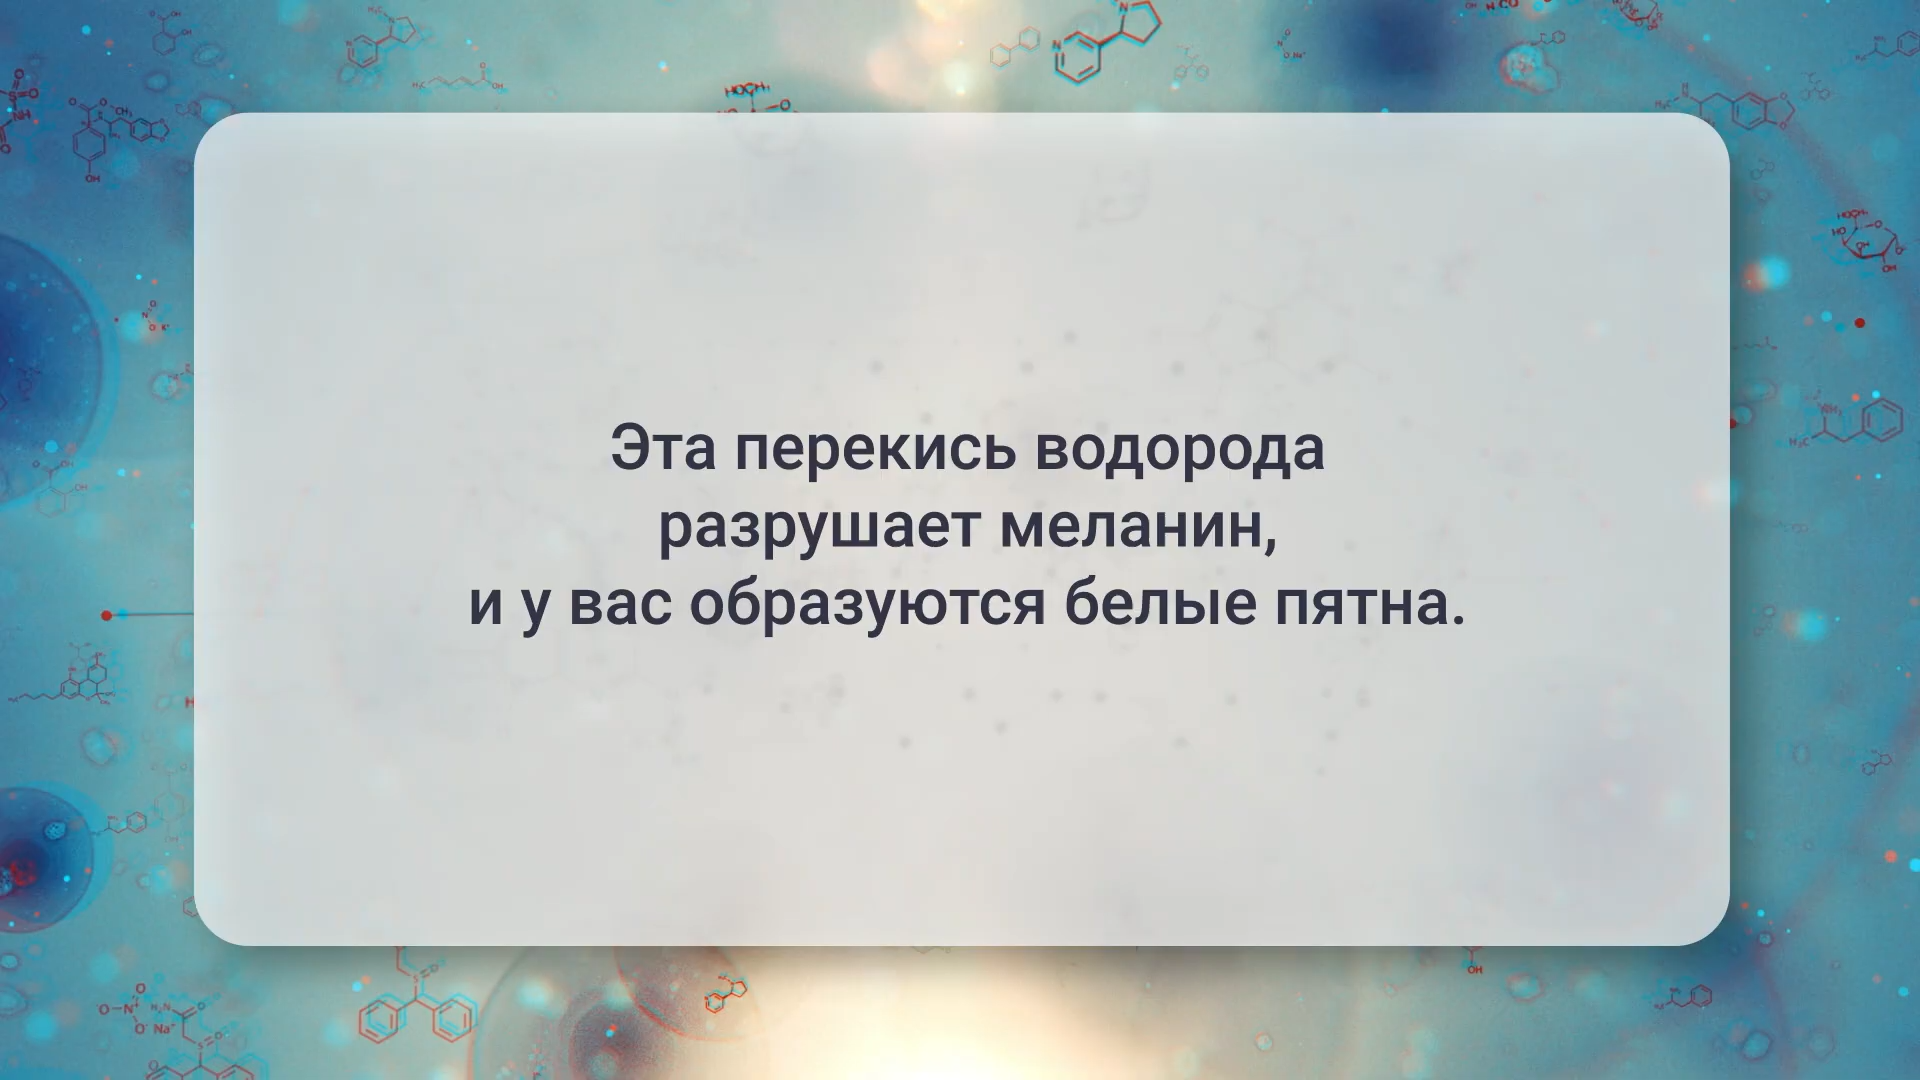 Эта перекись водорода
разрушает меланин,
и у вас образуются белые пятна.